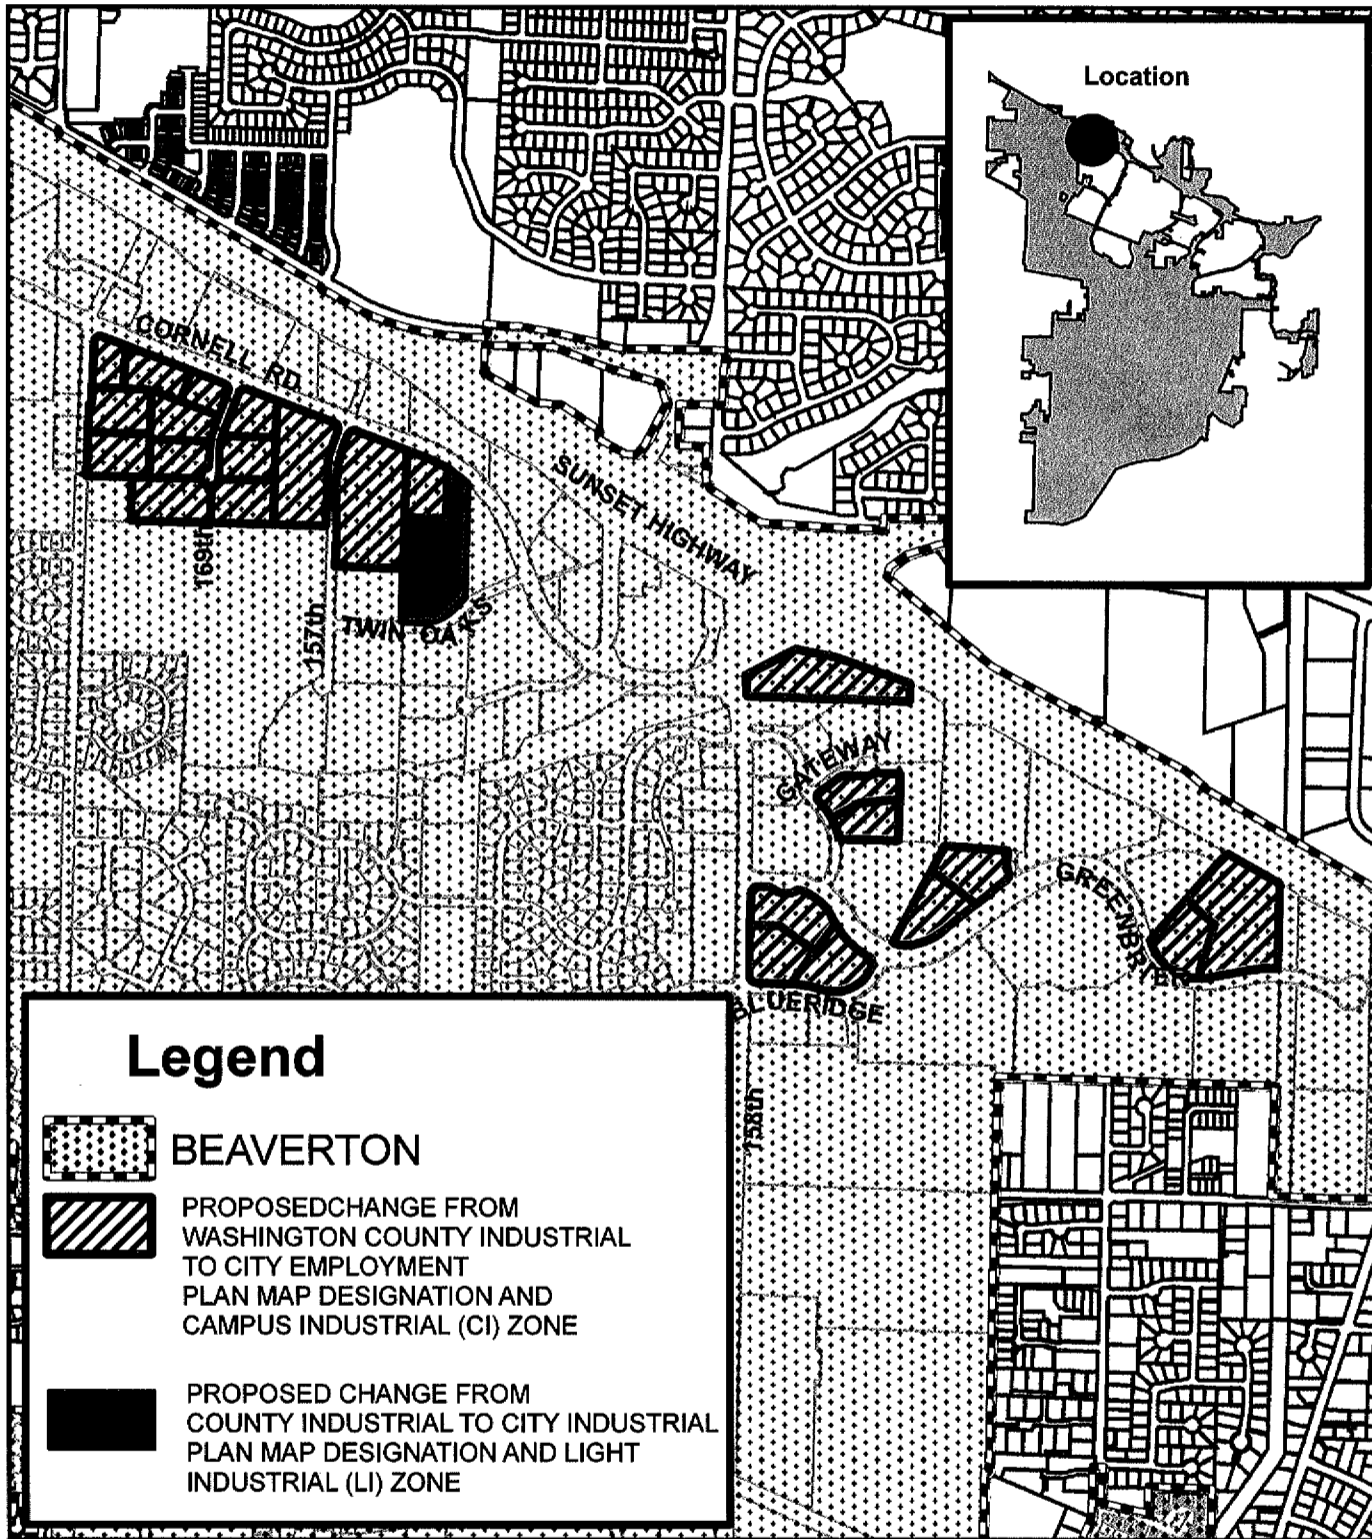 Location
CORNELL RD
SUNSET HIGHWAY
169th
157th
TWIN OAKS
GATEWAY
GREENBRIER
BLUERIDGE
158th
Legend
BEAVERTON
PROPOSEDCHANGE FROM
WASHINGTON COUNTY INDUSTRIAL
TO CITY EMPLOYMENT
PLAN MAP DESIGNATION AND
CAMPUS INDUSTRIAL (CI) ZONE
PROPOSED CHANGE FROM
COUNTY INDUSTRIAL TO CITY INDUSTRIAL
PLAN MAP DESIGNATION AND LIGHT
INDUSTRIAL (LI) ZONE